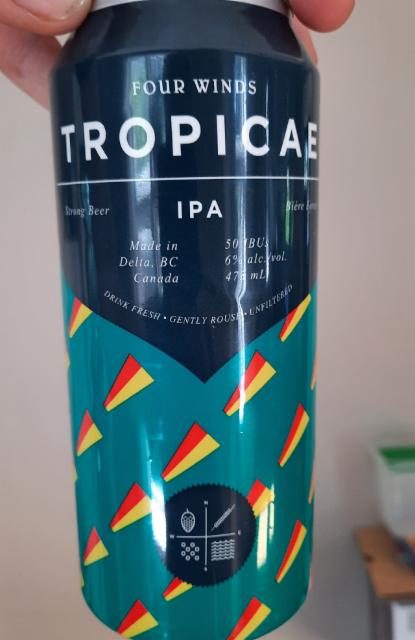 FOUR WINDS
TROPICAE
Strong Beer
IPA
Bière
Made in
Delta, BC
Canada
50 IBUs
6% alc./vol.
473 mL
DRINK FRESH • GENTLY ROUSE • UNFILTERED
N
W E
S